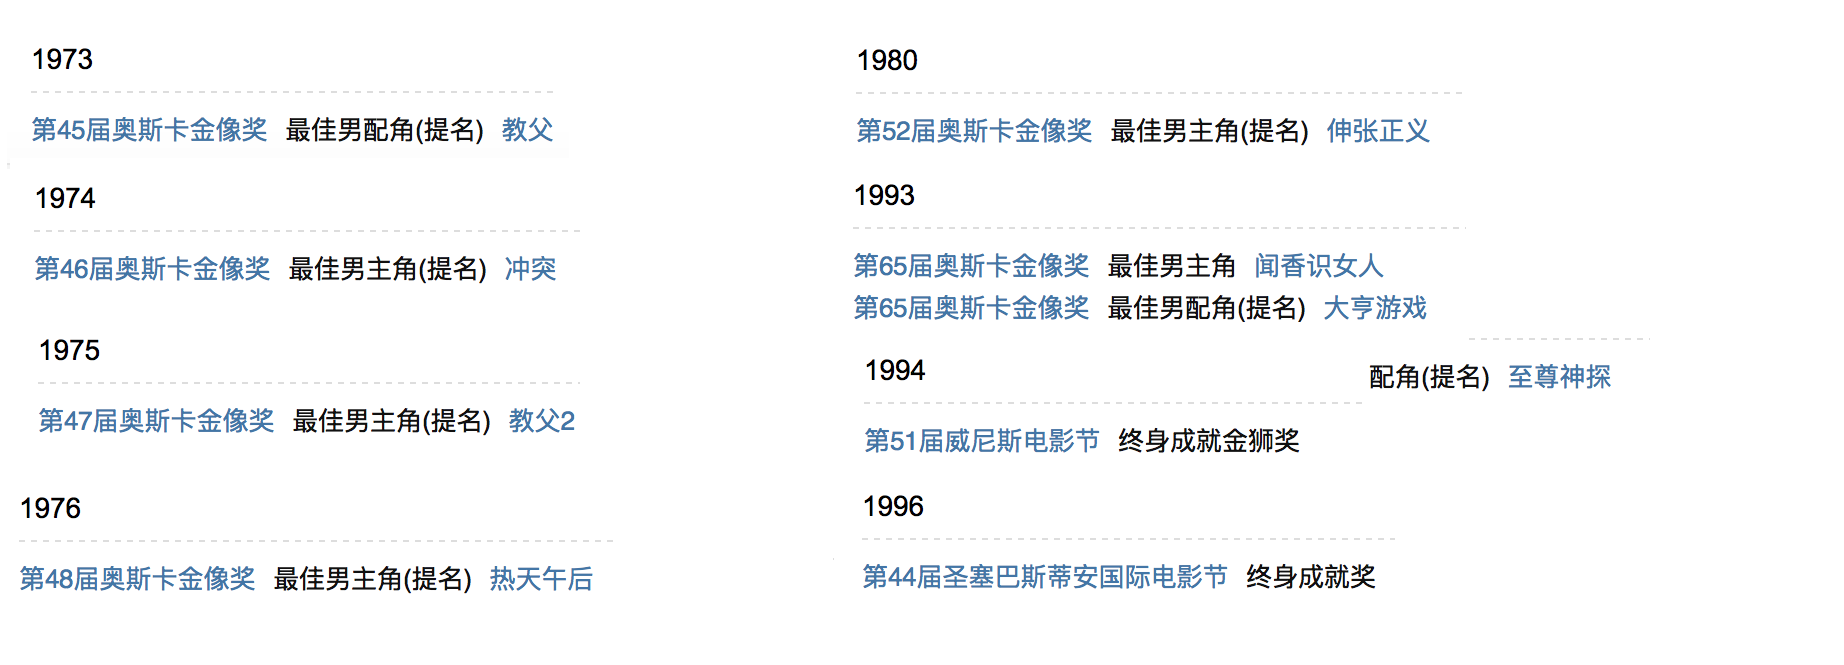 1973
第45届奥斯卡金像奖 最佳男配角(提名) 教父
1974
第46届奥斯卡金像奖 最佳男主角(提名) 冲突
1975
第47届奥斯卡金像奖 最佳男主角(提名) 教父2
1976
第48届奥斯卡金像奖 最佳男主角(提名) 热天午后
1980
第52届奥斯卡金像奖 最佳男主角(提名) 伸张正义
1993
第65届奥斯卡金像奖 最佳男主角 闻香识女人
第65届奥斯卡金像奖 最佳男配角(提名) 大亨游戏
配角(提名) 至尊神探
1994
第51届威尼斯电影节 终身成就金狮奖
1996
第44届圣塞巴斯蒂安国际电影节 终身成就奖